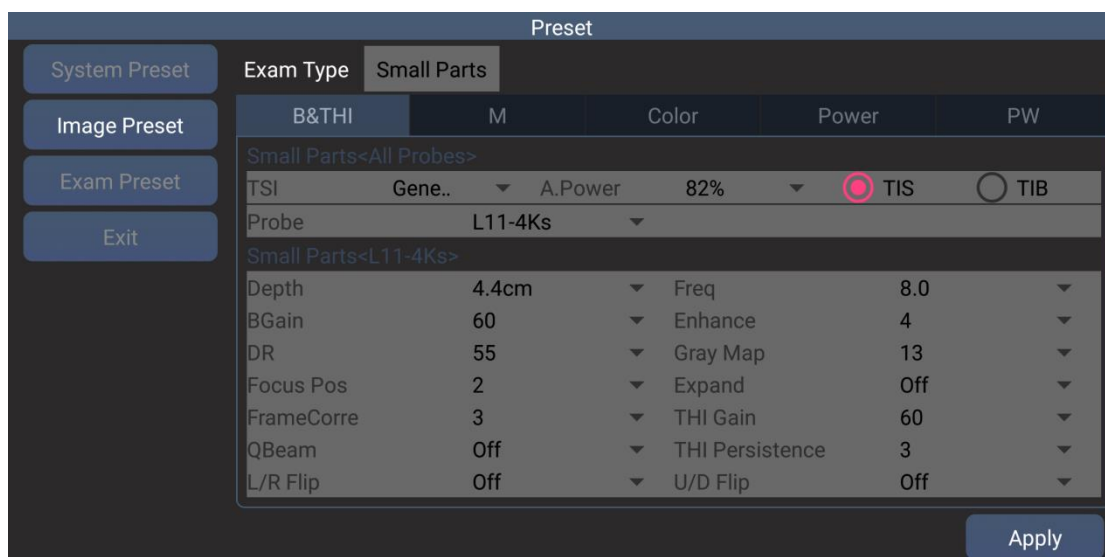 Preset
System Preset
Image Preset
Exam Preset
Exit
Exam Type Small Parts
B&THI M Color Power PW
Small Parts<All Probes>
TSI Gene.. A.Power 82% TIS TIB
Probe L11-4Ks
Small Parts<L11-4Ks>
Depth 4.4cm Freq 8.0
BGain 60 Enhance 4
DR 55 Gray Map 13
Focus Pos 2 Expand Off
FrameCorre 3 THI Gain 60
QBeam Off THI Persistence 3
L/R Flip Off U/D Flip Off
Apply